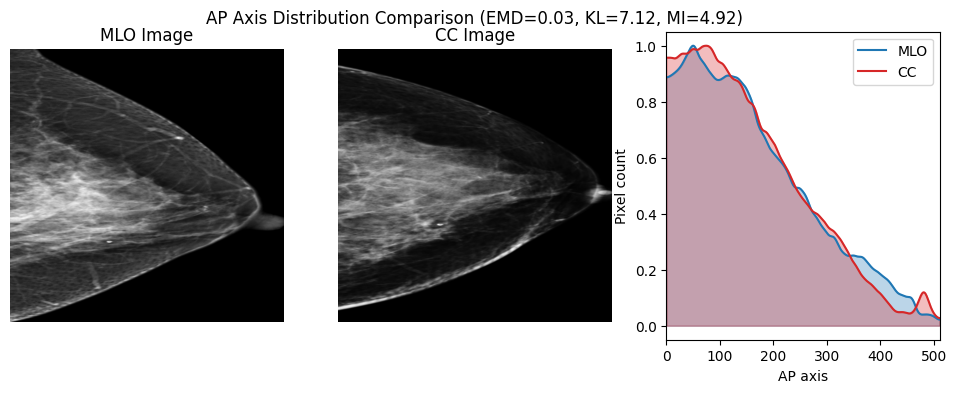 AP Axis Distribution Comparison (EMD=0.03, KL=7.12, MI=4.92)
MLO Image
CC Image
MLO
CC
Pixel count
1.0
0.8
0.6
0.4
0.2
0.0
0 100 200 300 400 500
AP axis